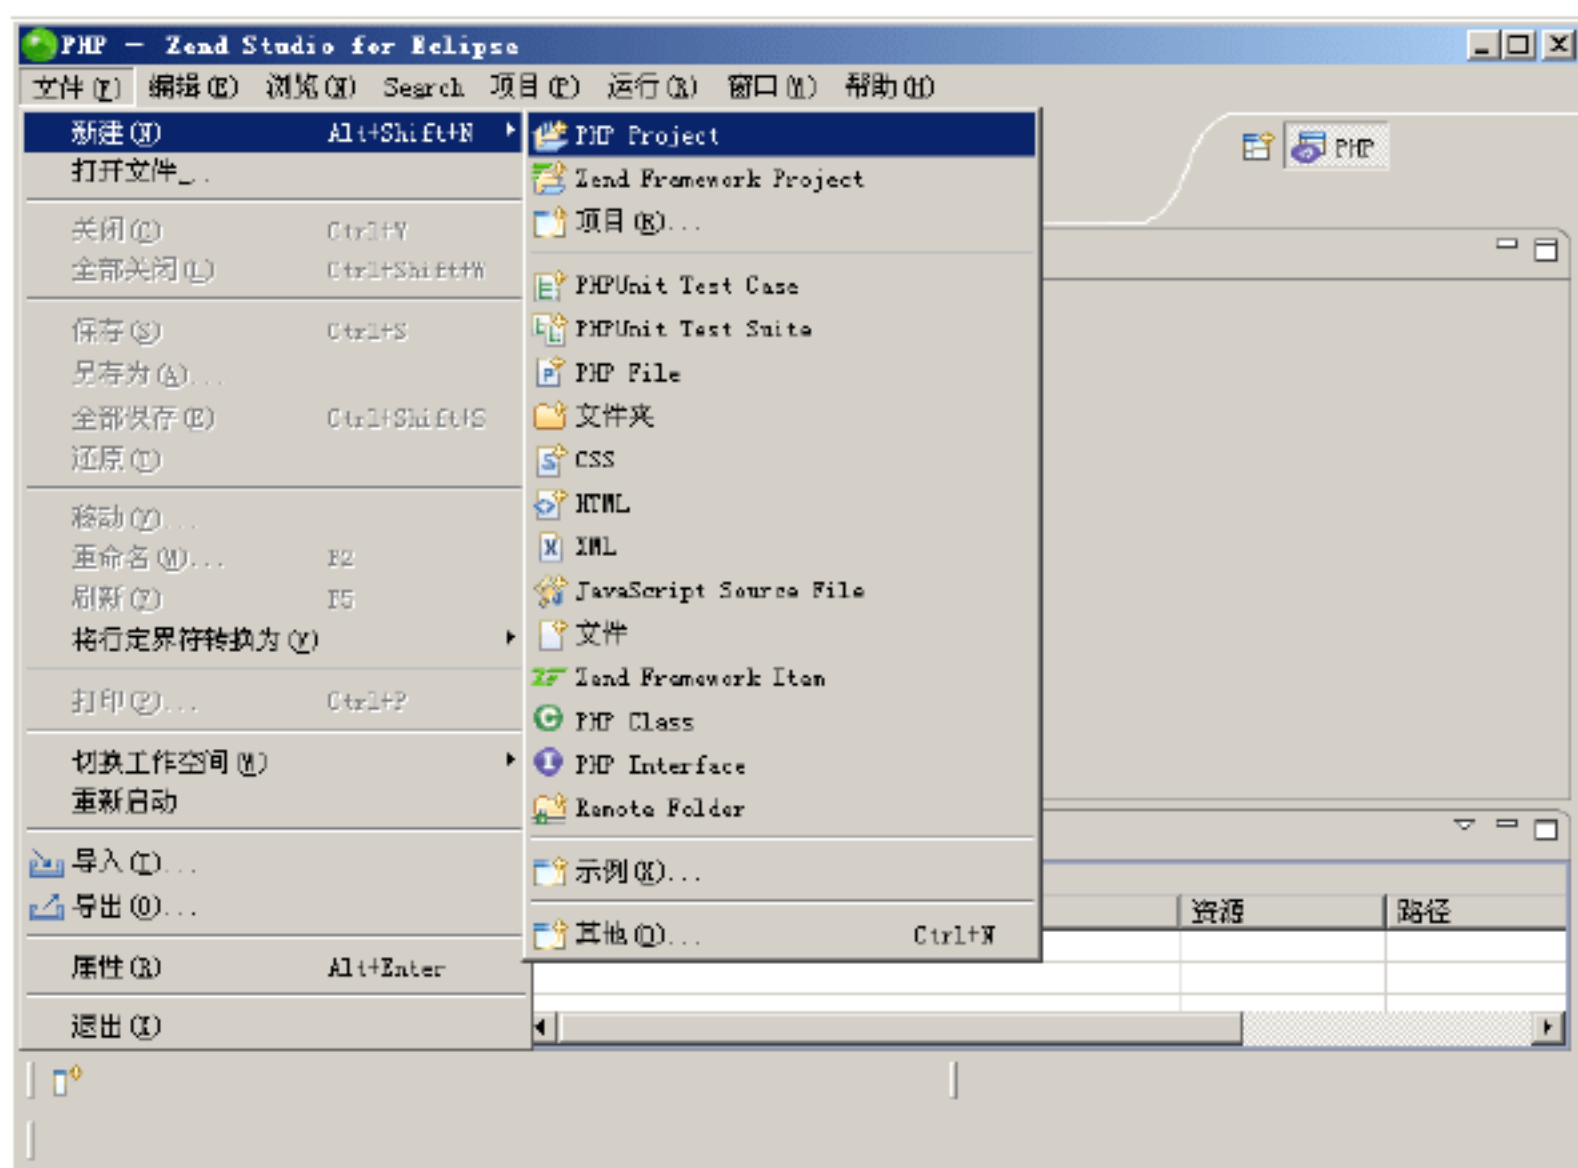 PHP - Zend Studio for Eclipse
文件(F) 编辑(E) 浏览(N) Search 项目(P) 运行(R) 窗口(W) 帮助(H)
新建(N) Alt+Shift+N
打开文件...
关闭(C) Ctrl+W
全部关闭(L) Ctrl+Shift+W
保存(S) Ctrl+S
另存为(A)...
全部保存(E) Ctrl+Shift+S
还原(T)
移动(V)...
重命名(M)... F2
刷新(F) F5
将行定界符转换为(V)
打印(P)... Ctrl+P
切换工作空间(W)
重新启动
导入(I)...
导出(O)...
属性(R) Alt+Enter
退出(X)
PHP Project
Zend Framework Project
项目(R)...
PHPUnit Test Case
PHPUnit Test Suite
PHP File
文件夹
CSS
HTML
XML
JavaScript Source File
文件
Zend Framework Item
PHP Class
PHP Interface
Remote Folder
示例(X)...
其他(O)... Ctrl+N
PHP
资源 路径